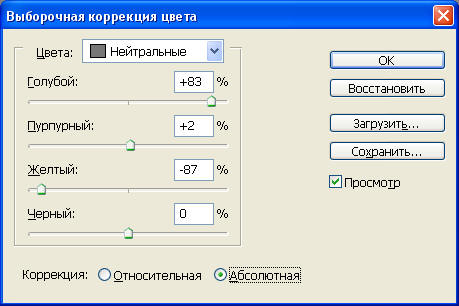 Выборочная коррекция цвета
Цвета: Нейтральные
OK
Голубой: +83 %
Восстановить
Пурпурный: +2 %
Загрузить...
Желтый: -87 %
Сохранить...
Просмотр
Черный: 0 %
Коррекция: Относительная Абсолютная